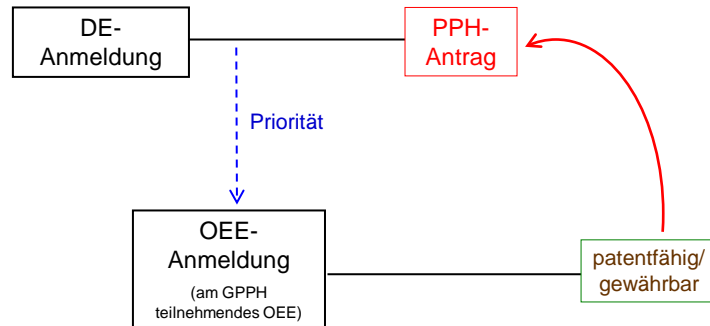 DE-
Anmeldung
PPH-
Antrag
Priorität
OEE-
Anmeldung
(am GPPH
teilnehmendes OEE)
patentfähig/
gewährbar